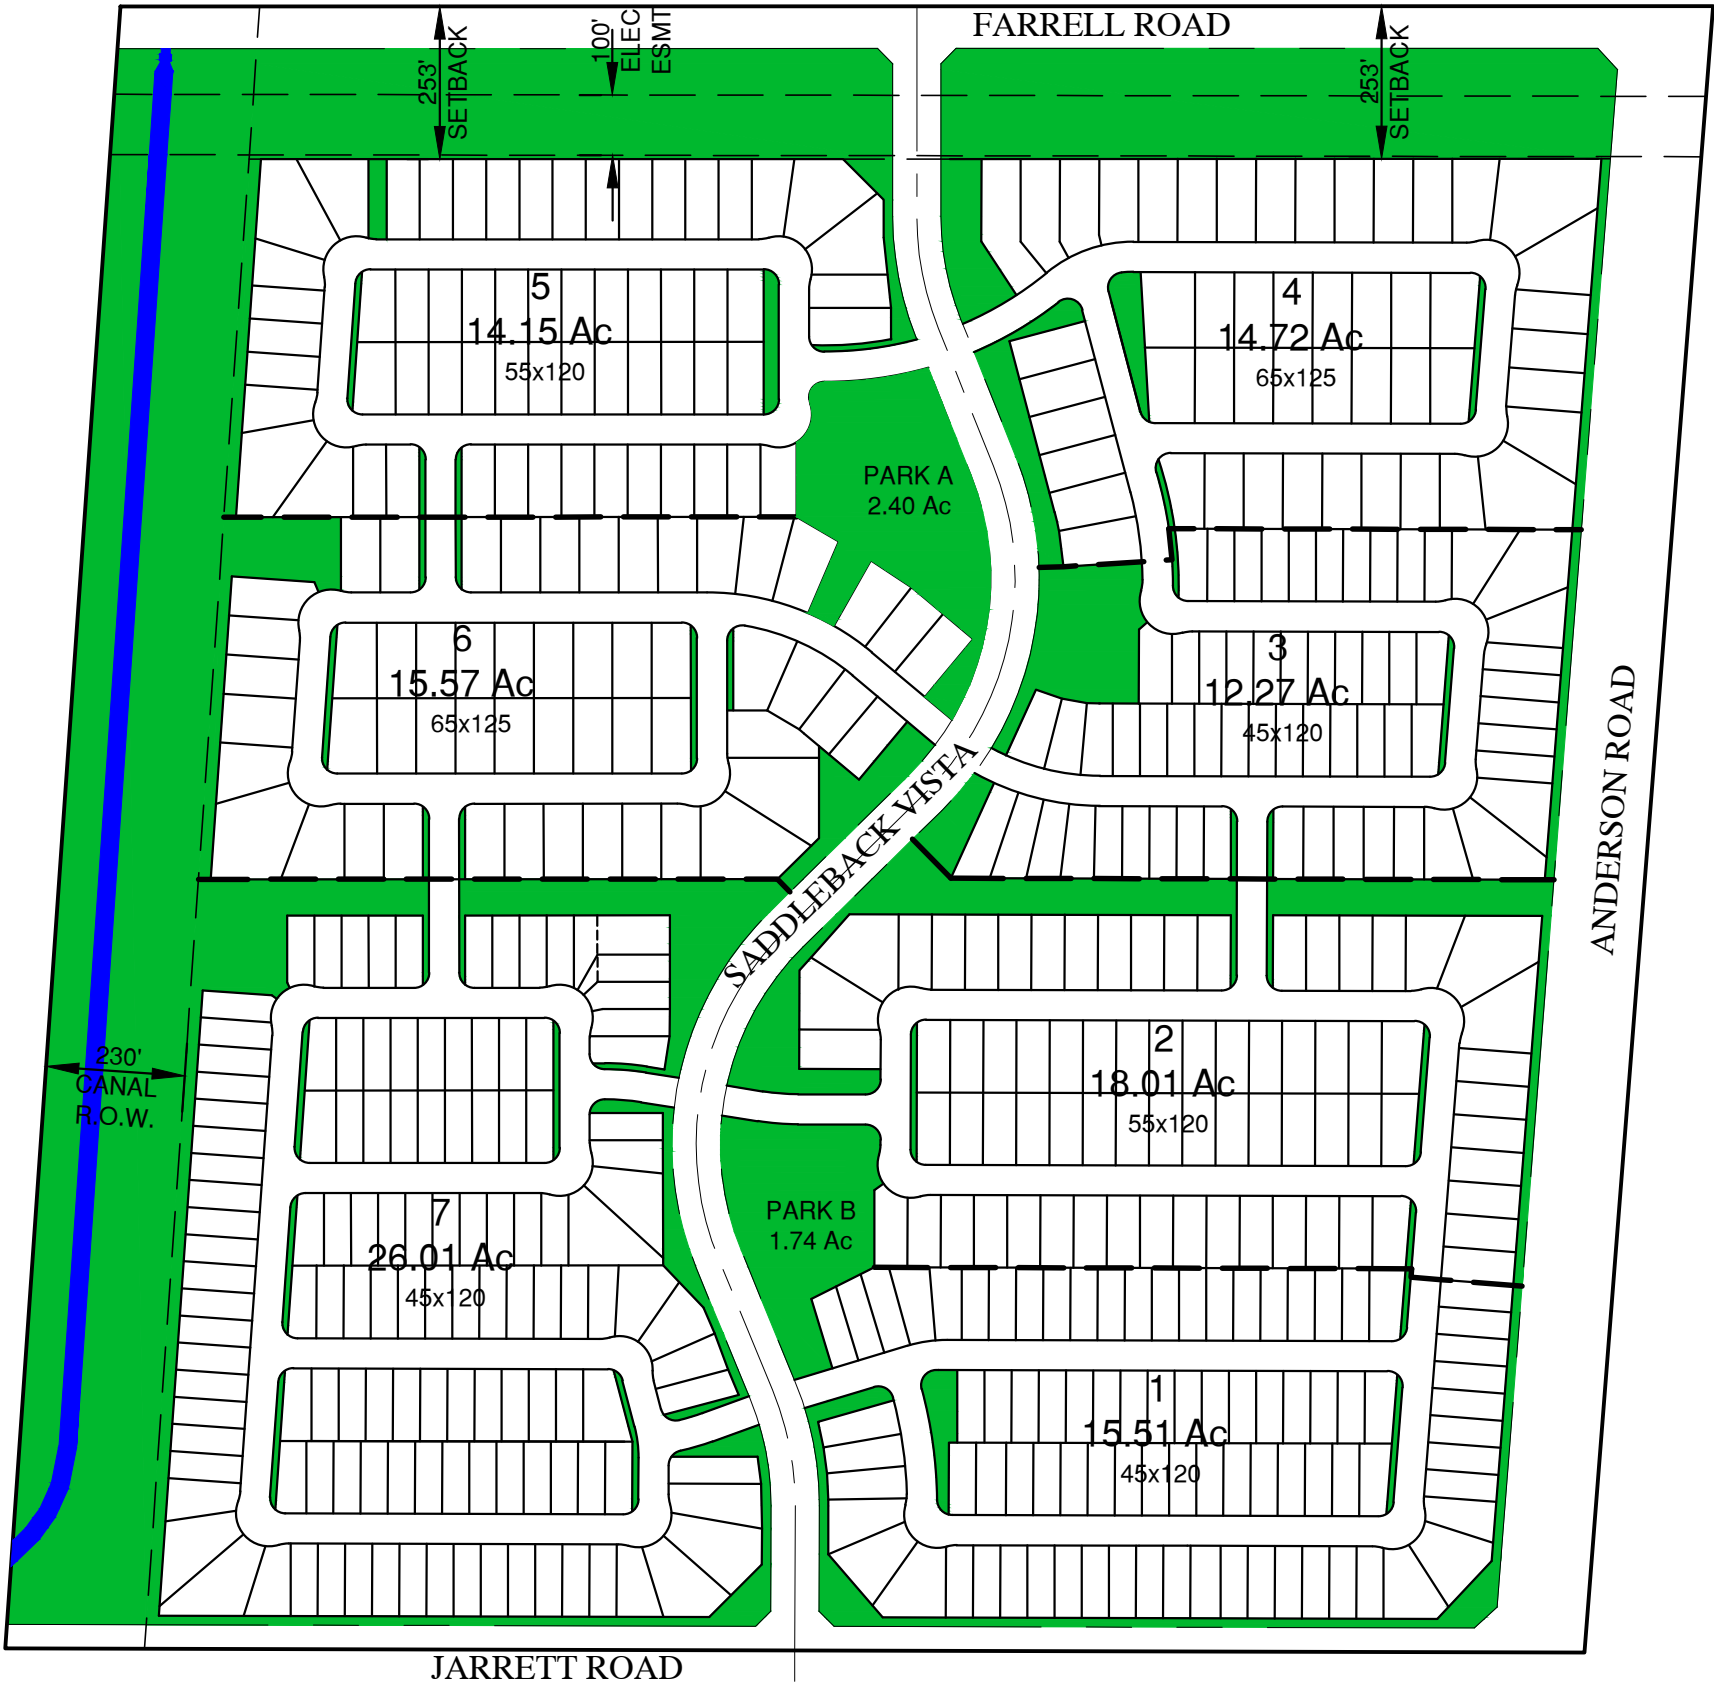 FARRELL ROAD
253'
SETBACK
100'
ELEC
ESMT
253'
SETBACK
5
14.15 Ac
55x120
4
14.72 Ac
65x125
PARK A
2.40 Ac
6
15.57 Ac
65x125
3
12.27 Ac
45x120
SADDLEBACK VISTA
ANDERSON ROAD
230'
CANAL
R.O.W.
2
18.01 Ac
55x120
PARK B
1.74 Ac
7
26.01 Ac
45x120
1
15.51 Ac
45x120
JARRETT ROAD